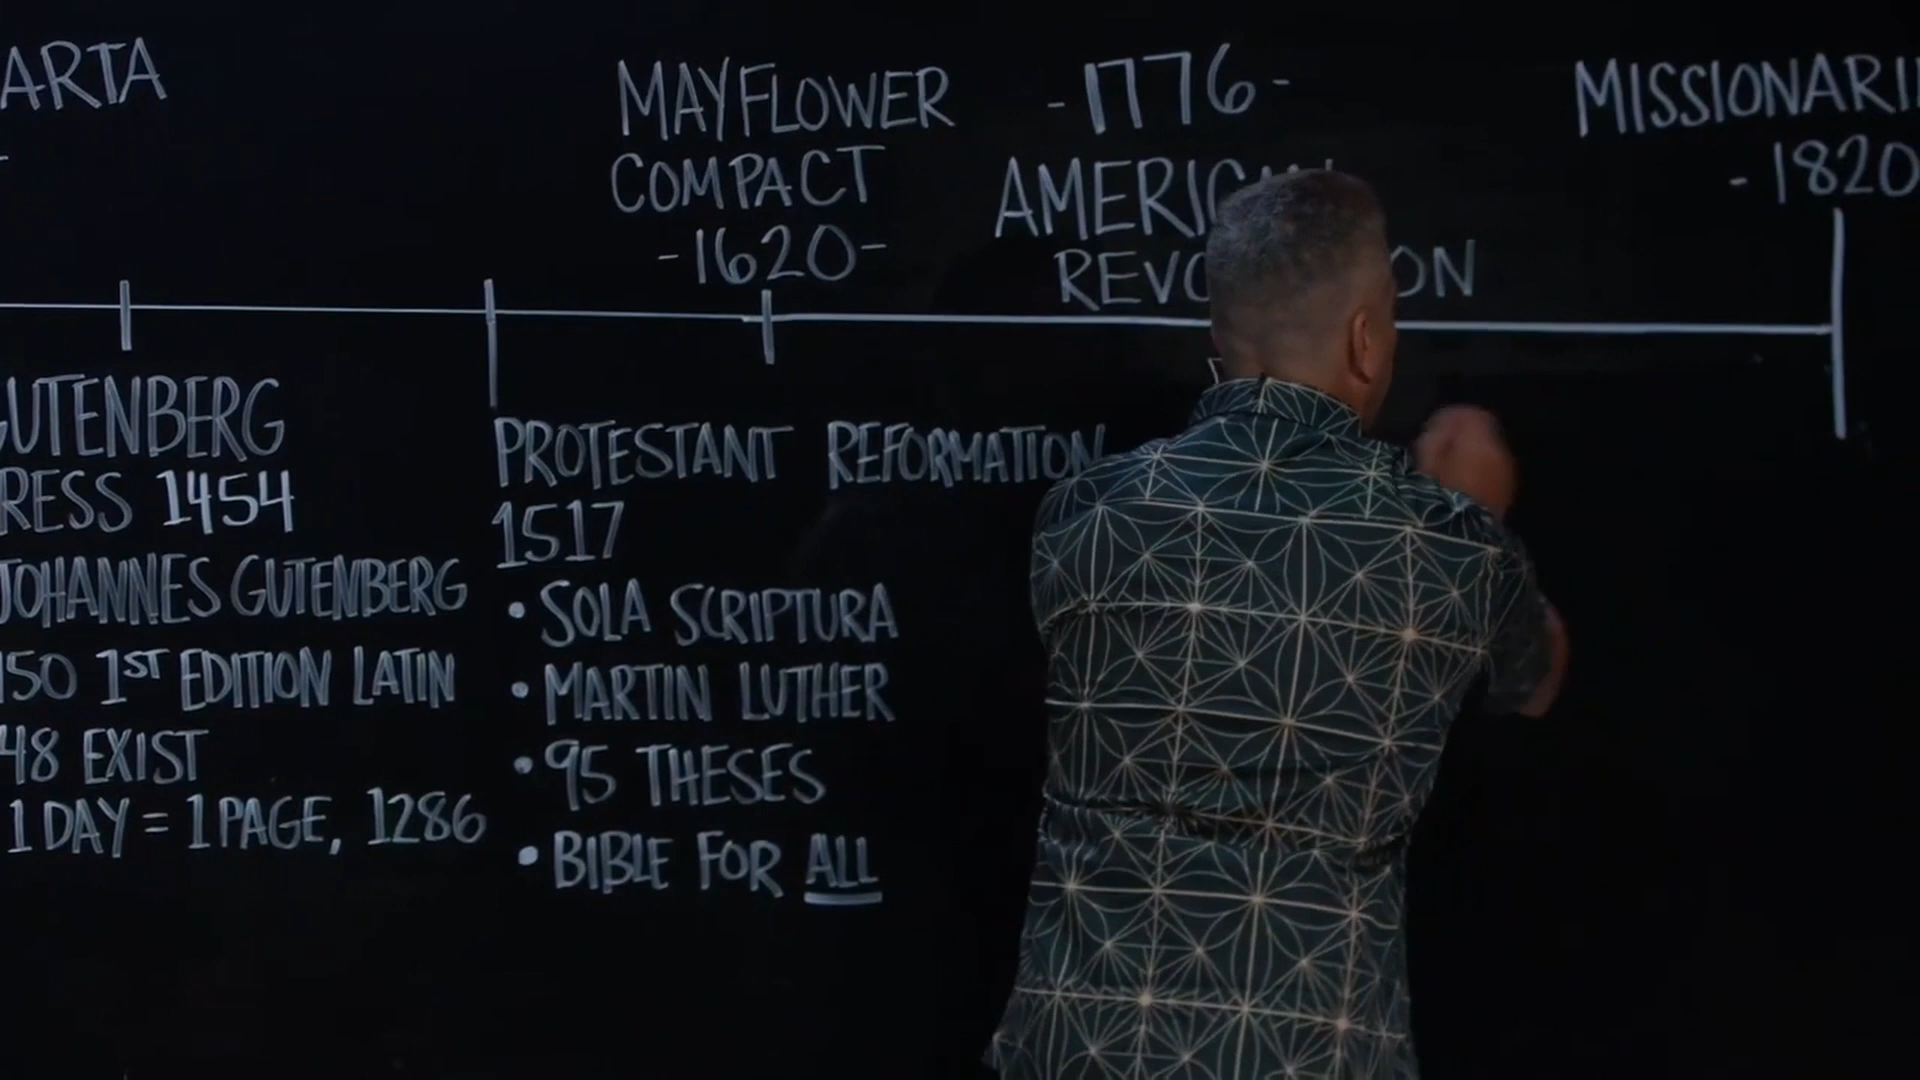 ARTA
MAYFLOWER
COMPACT
-1620-
-1776-
AMERIC
REVO ON
MISSIONARI
-1820
GUTENBERG
RESS 1454
JOHANNES GUTENBERG
150 1ST EDITION LATIN
48 EXIST
1 DAY = 1 PAGE, 1286
PROTESTANT REFORMATION
1517
• SOLA SCRIPTURA
• MARTIN LUTHER
• 95 THESES
• BIBLE FOR ALL